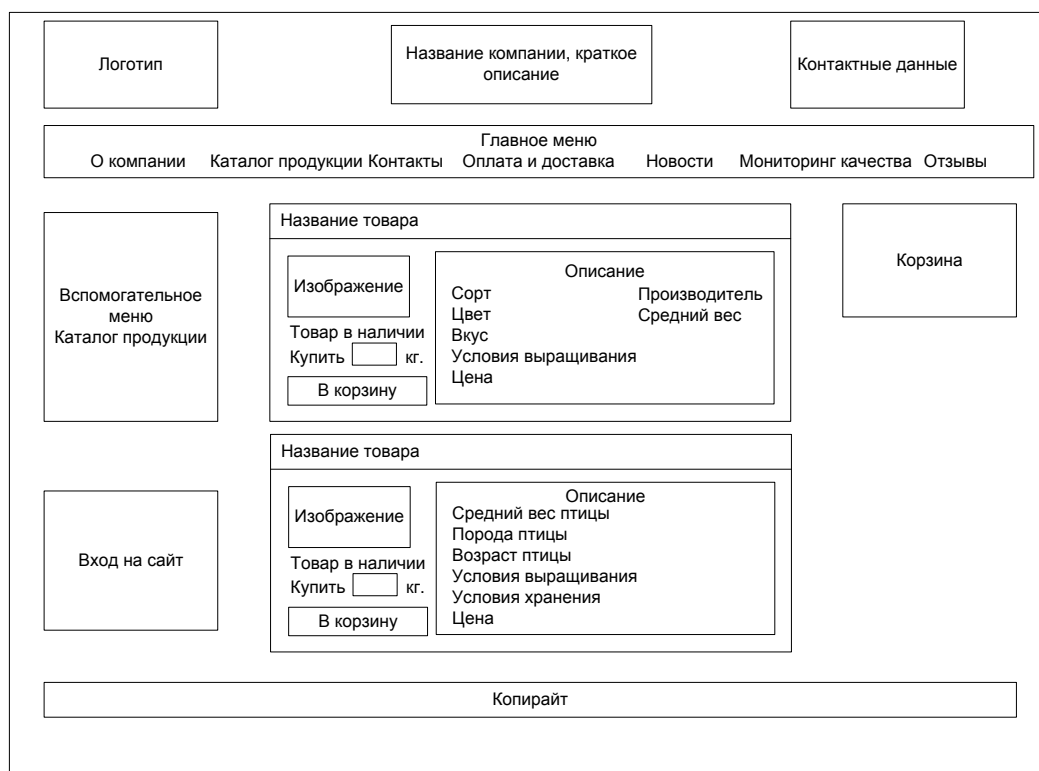 Логотип
Название компании, краткое
описание
Контактные данные
Главное меню
О компании Каталог продукции Контакты Оплата и доставка Новости Мониторинг качества Отзывы
Вспомогательное
меню
Каталог продукции
Название товара
Изображение
Товар в наличии
Купить кг.
В корзину
Описание
Сорт
Цвет
Вкус
Условия выращивания
Цена
Производитель
Средний вес
Корзина
Вход на сайт
Название товара
Изображение
Товар в наличии
Купить кг.
В корзину
Описание
Средний вес птицы
Порода птицы
Возраст птицы
Условия выращивания
Условия хранения
Цена
Копирайт